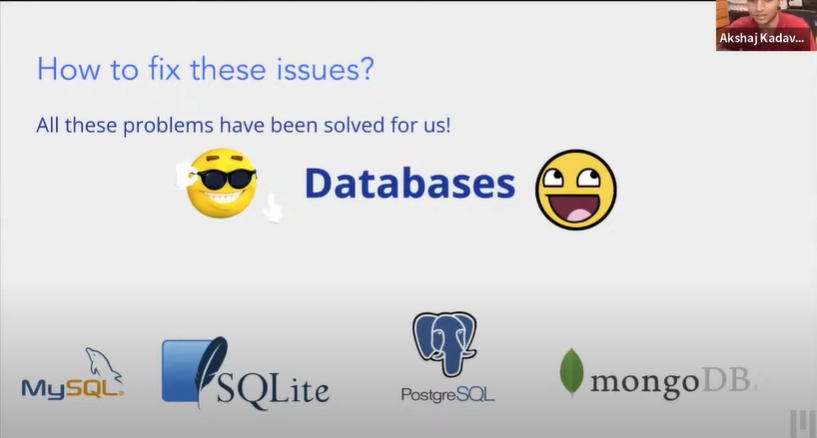 Akshaj Kadav...
How to fix these issues?
All these problems have been solved for us!
Databases
MySQL®
SQLite
PostgreSQL
mongoDB